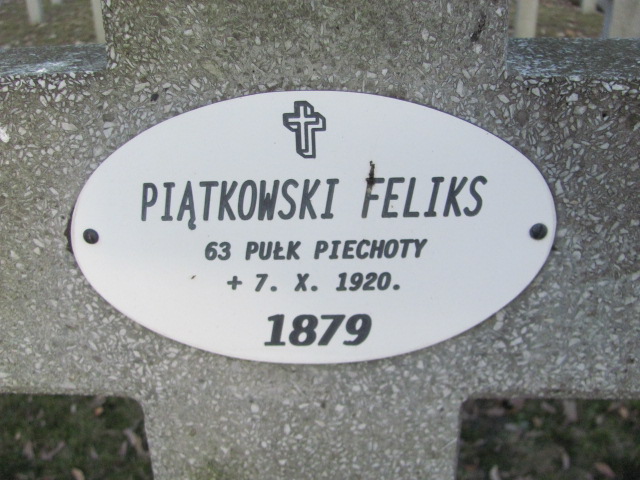 PIĄTKOWSKI FELIKS
63 PUŁK PIECHOTY
+ 7. X. 1920.
1879